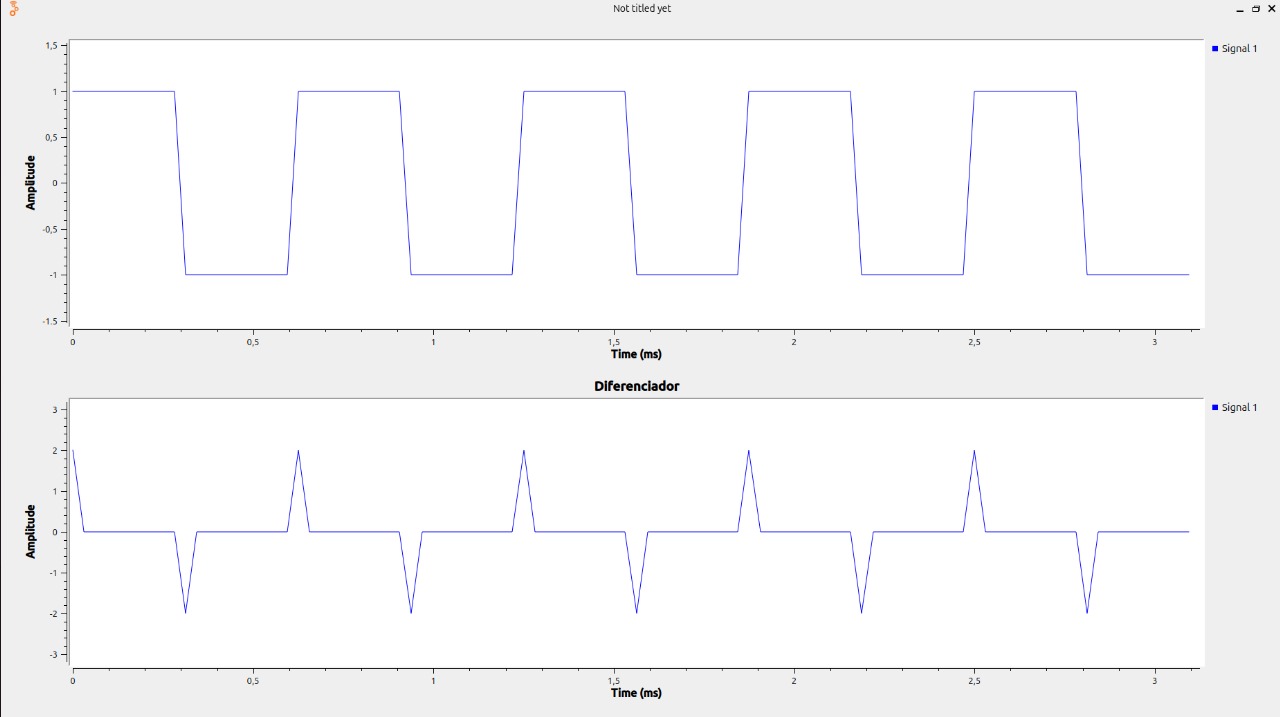 Not titled yet
Signal 1
1,5
1
0,5
0
-0,5
-1
-1.5
Amplitude
0 0,5 1 1,5 2 2,5 3
Time (ms)
Diferenciador
Signal 1
3
2
1
0
-1
-2
-3
Amplitude
0 0,5 1 1,5 2 2,5 3
Time (ms)